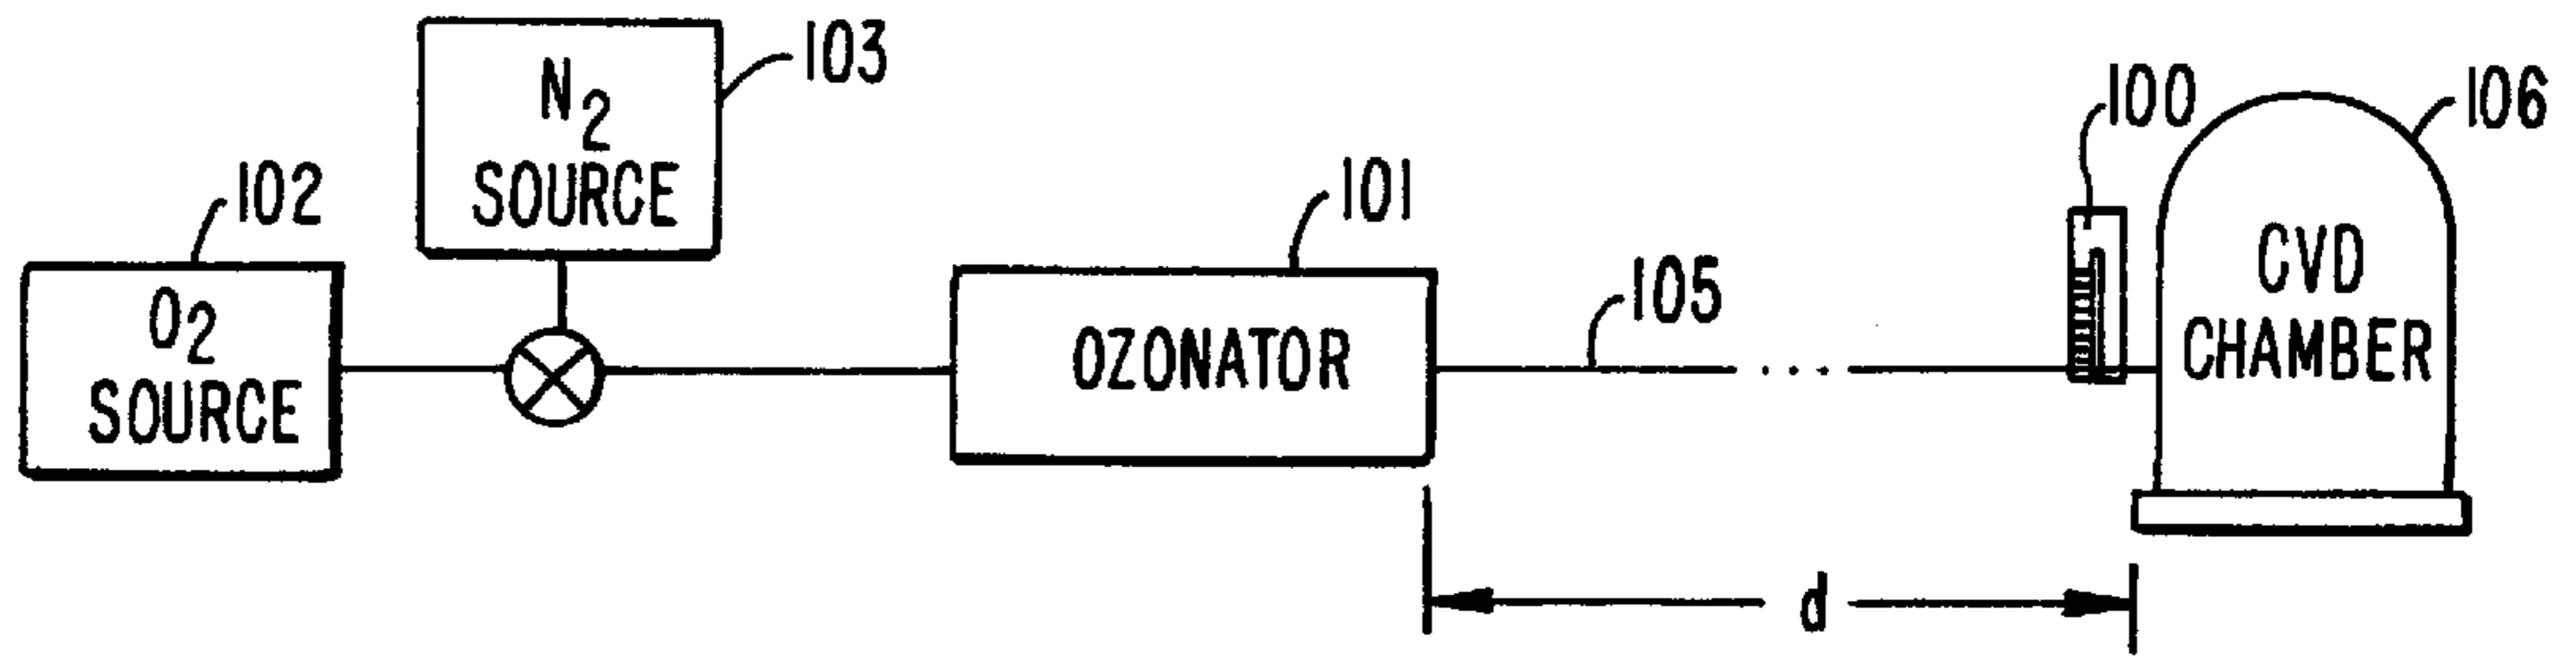 103
N2
SOURCE
102
O2
SOURCE
101
OZONATOR
105
. . .
100
106
CVD
CHAMBER
d